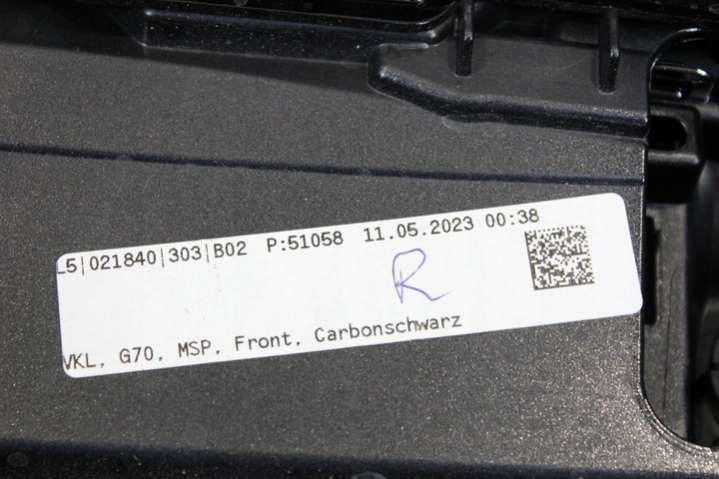 L5|021840|303|B02 P:51058 11.05.2023 00:38
R
VKL, G70, MSP, Front, Carbonschwarz